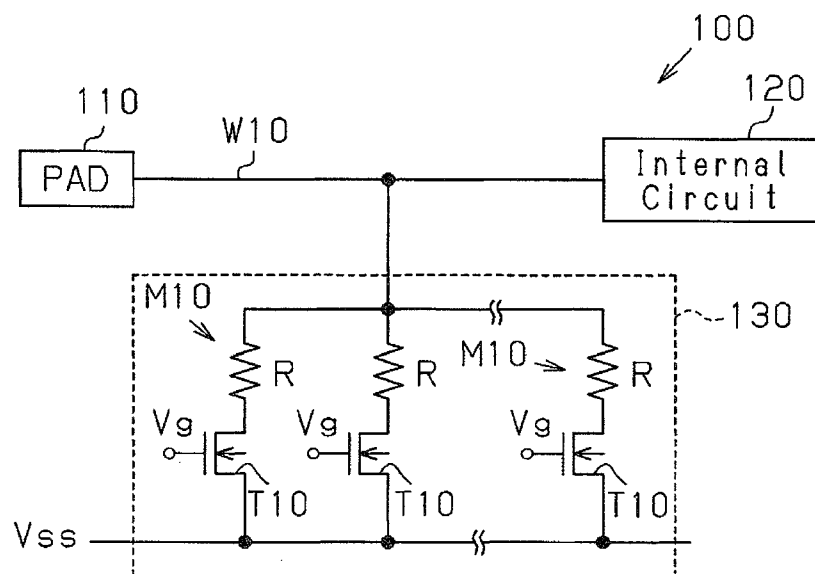 100
110
120
W10
PAD
Internal
Circuit
M10
130
R
R
M10
R
Vg
Vg
Vg
T10
T10
T10
Vss